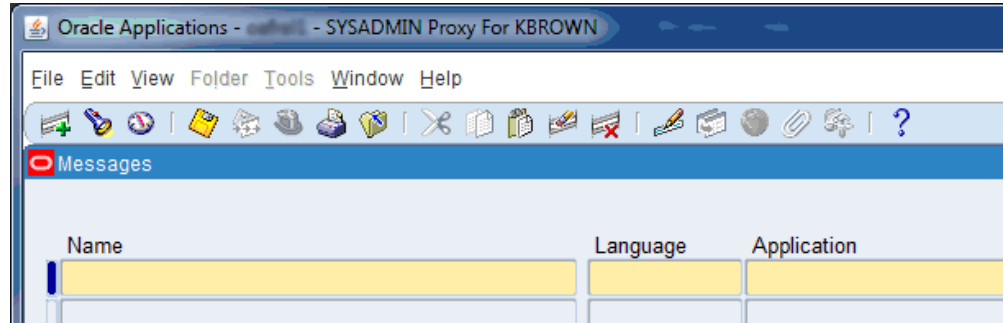 Oracle Applications - - SYSADMIN Proxy For KBROWN
File Edit View Folder Tools Window Help
?
Messages
Name Language Application